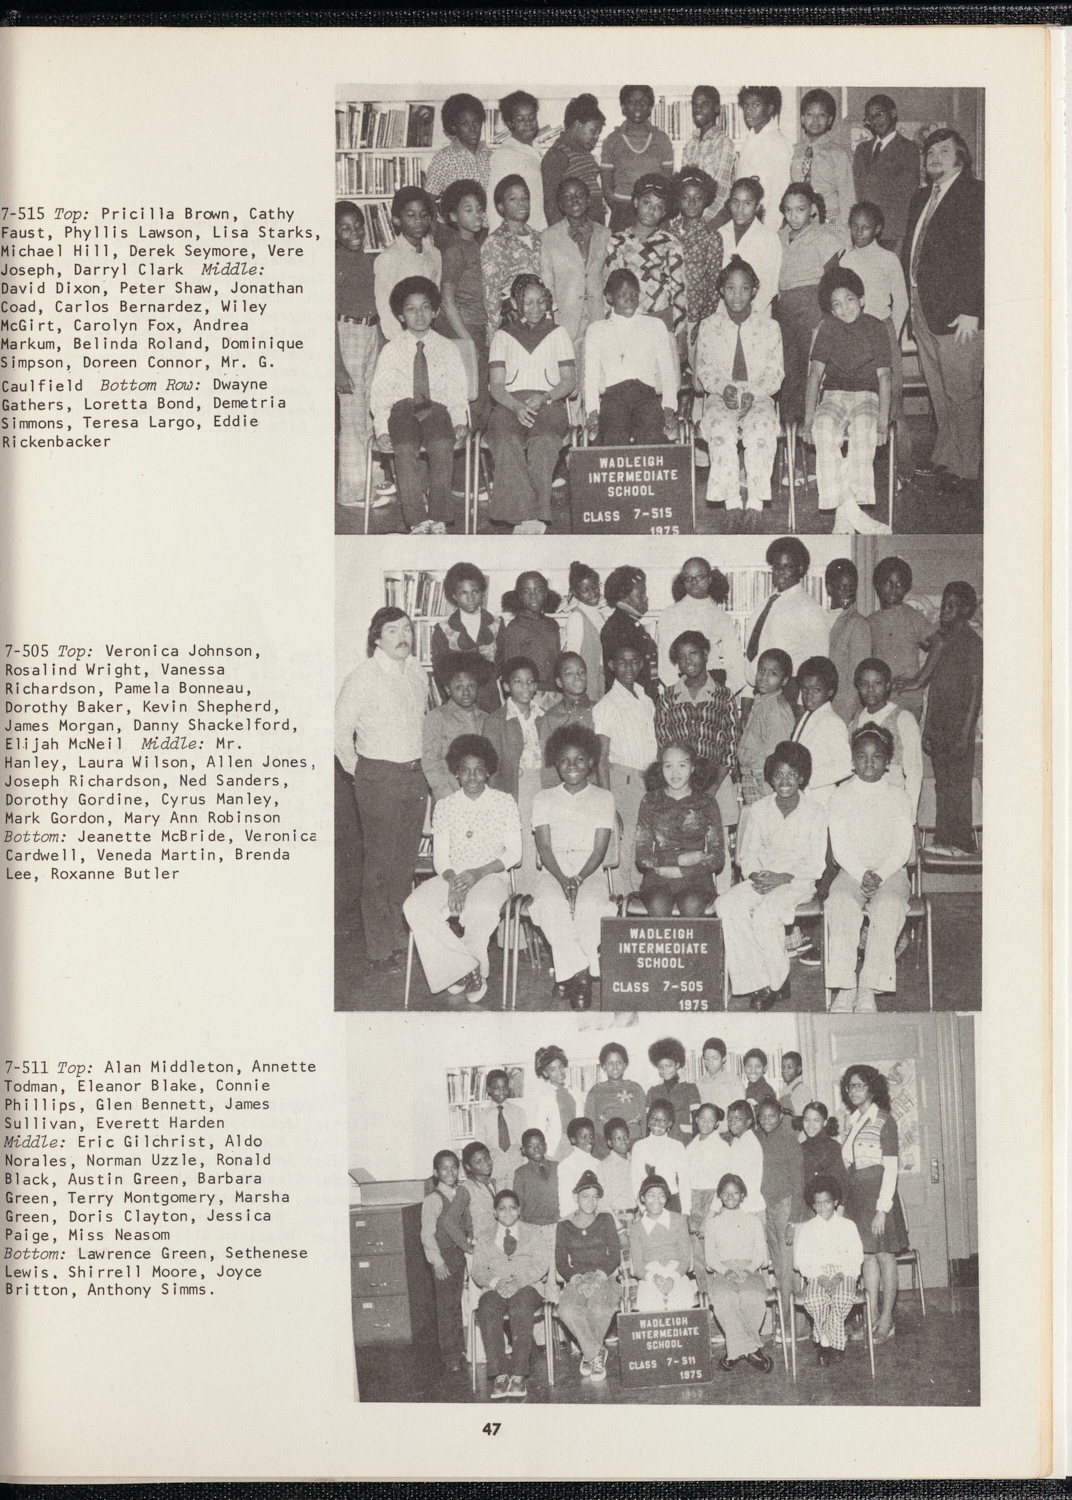 7-515 Top: Pricilla Brown, Cathy
Faust, Phyllis Lawson, Lisa Starks,
Michael Hill, Derek Seymore, Vere
Joseph, Darryl Clark Middle:
David Dixon, Peter Shaw, Jonathan
Coad, Carlos Bernardez, Wiley
McGirt, Carolyn Fox, Andrea
Markum, Belinda Roland, Dominique
Simpson, Doreen Connor, Mr. G.
Caulfield Bottom Row: Dwayne
Gathers, Loretta Bond, Demetria
Simmons, Teresa Largo, Eddie
Rickenbacker
WADLEIGH
INTERMEDIATE
SCHOOL
CLASS 7-515
1975
7-505 Top: Veronica Johnson,
Rosalind Wright, Vanessa
Richardson, Pamela Bonneau,
Dorothy Baker, Kevin Shepherd,
James Morgan, Danny Shackelford,
Elijah McNeil Middle: Mr.
Hanley, Laura Wilson, Allen Jones,
Joseph Richardson, Ned Sanders,
Dorothy Gordine, Cyrus Manley,
Mark Gordon, Mary Ann Robinson
Bottom: Jeanette McBride, Veronica
Cardwell, Veneda Martin, Brenda
Lee, Roxanne Butler
WADLEIGH
INTERMEDIATE
SCHOOL
CLASS 7-505
1975
7-511 Top: Alan Middleton, Annette
Todman, Eleanor Blake, Connie
Phillips, Glen Bennett, James
Sullivan, Everett Harden
Middle: Eric Gilchrist, Aldo
Norales, Norman Uzzle, Ronald
Black, Austin Green, Barbara
Green, Terry Montgomery, Marsha
Green, Doris Clayton, Jessica
Paige, Miss Neasom
Bottom: Lawrence Green, Sethenese
Lewis. Shirrell Moore, Joyce
Britton, Anthony Simms.
WADLEIGH
INTERMEDIATE
SCHOOL
CLASS 7-511
1975
47